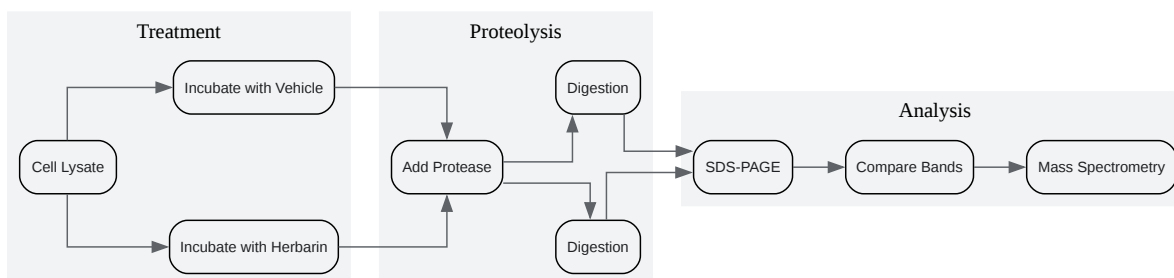 Treatment
Proteolysis
Analysis
Incubate with Vehicle
Digestion
Cell Lysate
Add Protease
SDS-PAGE
Compare Bands
Mass Spectrometry
Incubate with Herbarin
Digestion